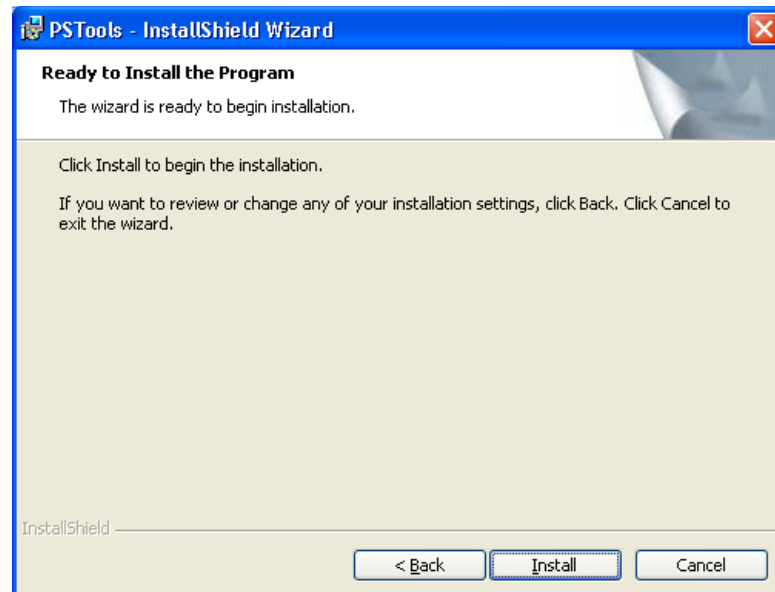 PSTools - InstallShield Wizard
Ready to Install the Program
The wizard is ready to begin installation.
Click Install to begin the installation.
If you want to review or change any of your installation settings, click Back. Click Cancel to
exit the wizard.
InstallShield
< Back
Install
Cancel